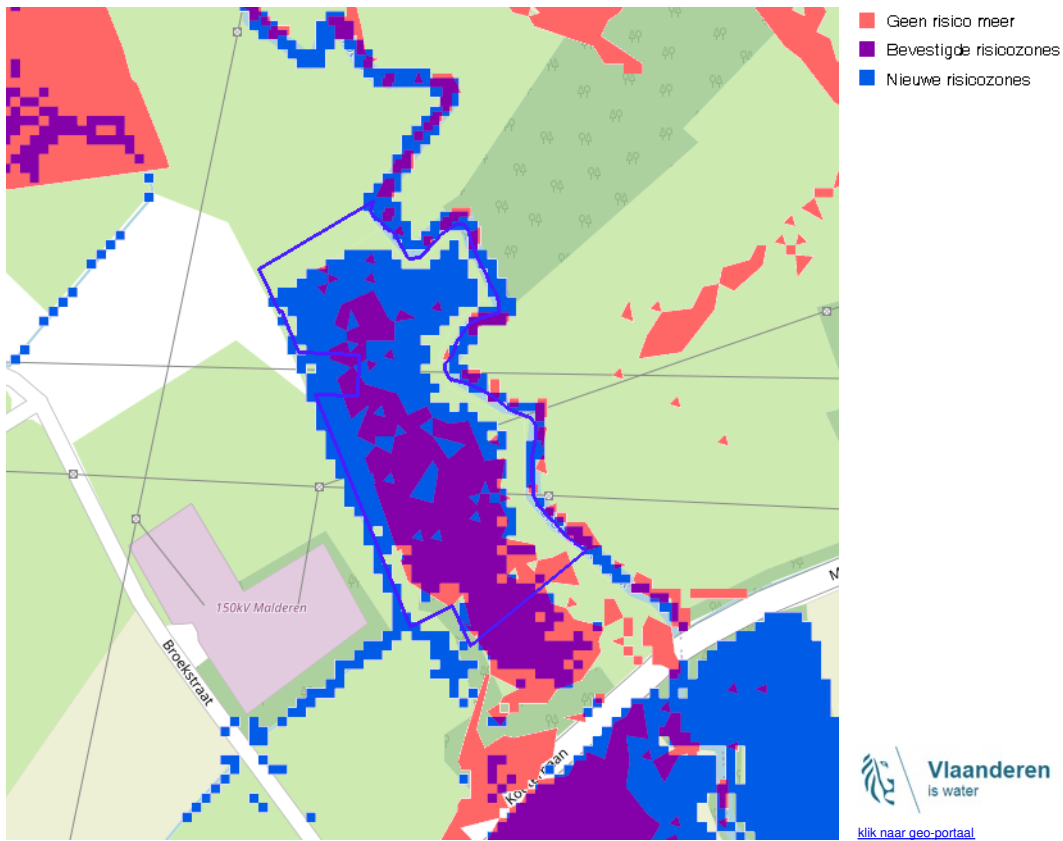 Geen risico meer
Bevestigde risicozones
Nieuwe risicozones
150kV Malderen
Broekstraat
M
Vlaanderen
is water
klik naar geo-portaal